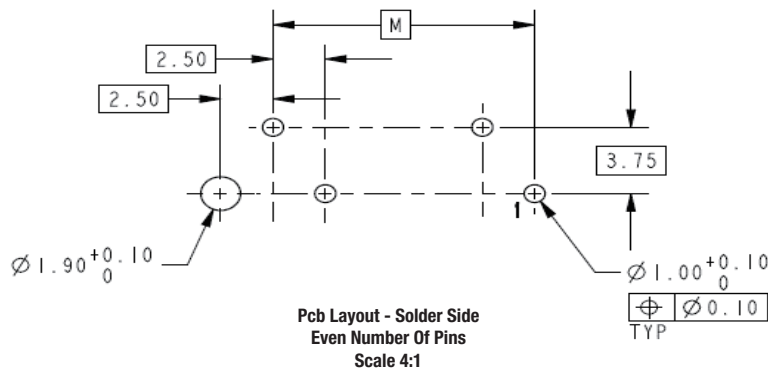 M
2.50
2.50
3.75
1
Ø1.90 +0.10 0
Ø1.00 +0.10 0
⌖ Ø0.10
TYP
Pcb Layout - Solder Side
Even Number Of Pins
Scale 4:1